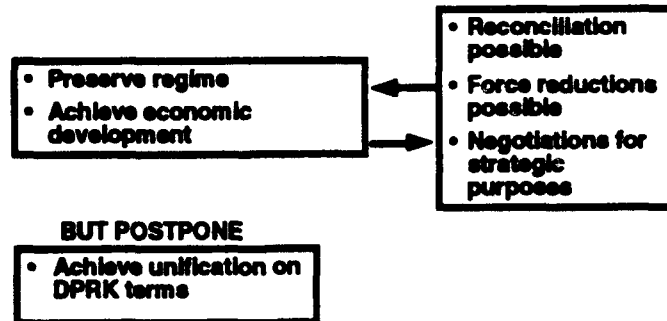 • Preserve regime
• Achieve economic
development
• Reconciliation
possible
• Force reductions
possible
• Negotiations for
strategic
purposes
BUT POSTPONE
• Achieve unification on
DPRK terms